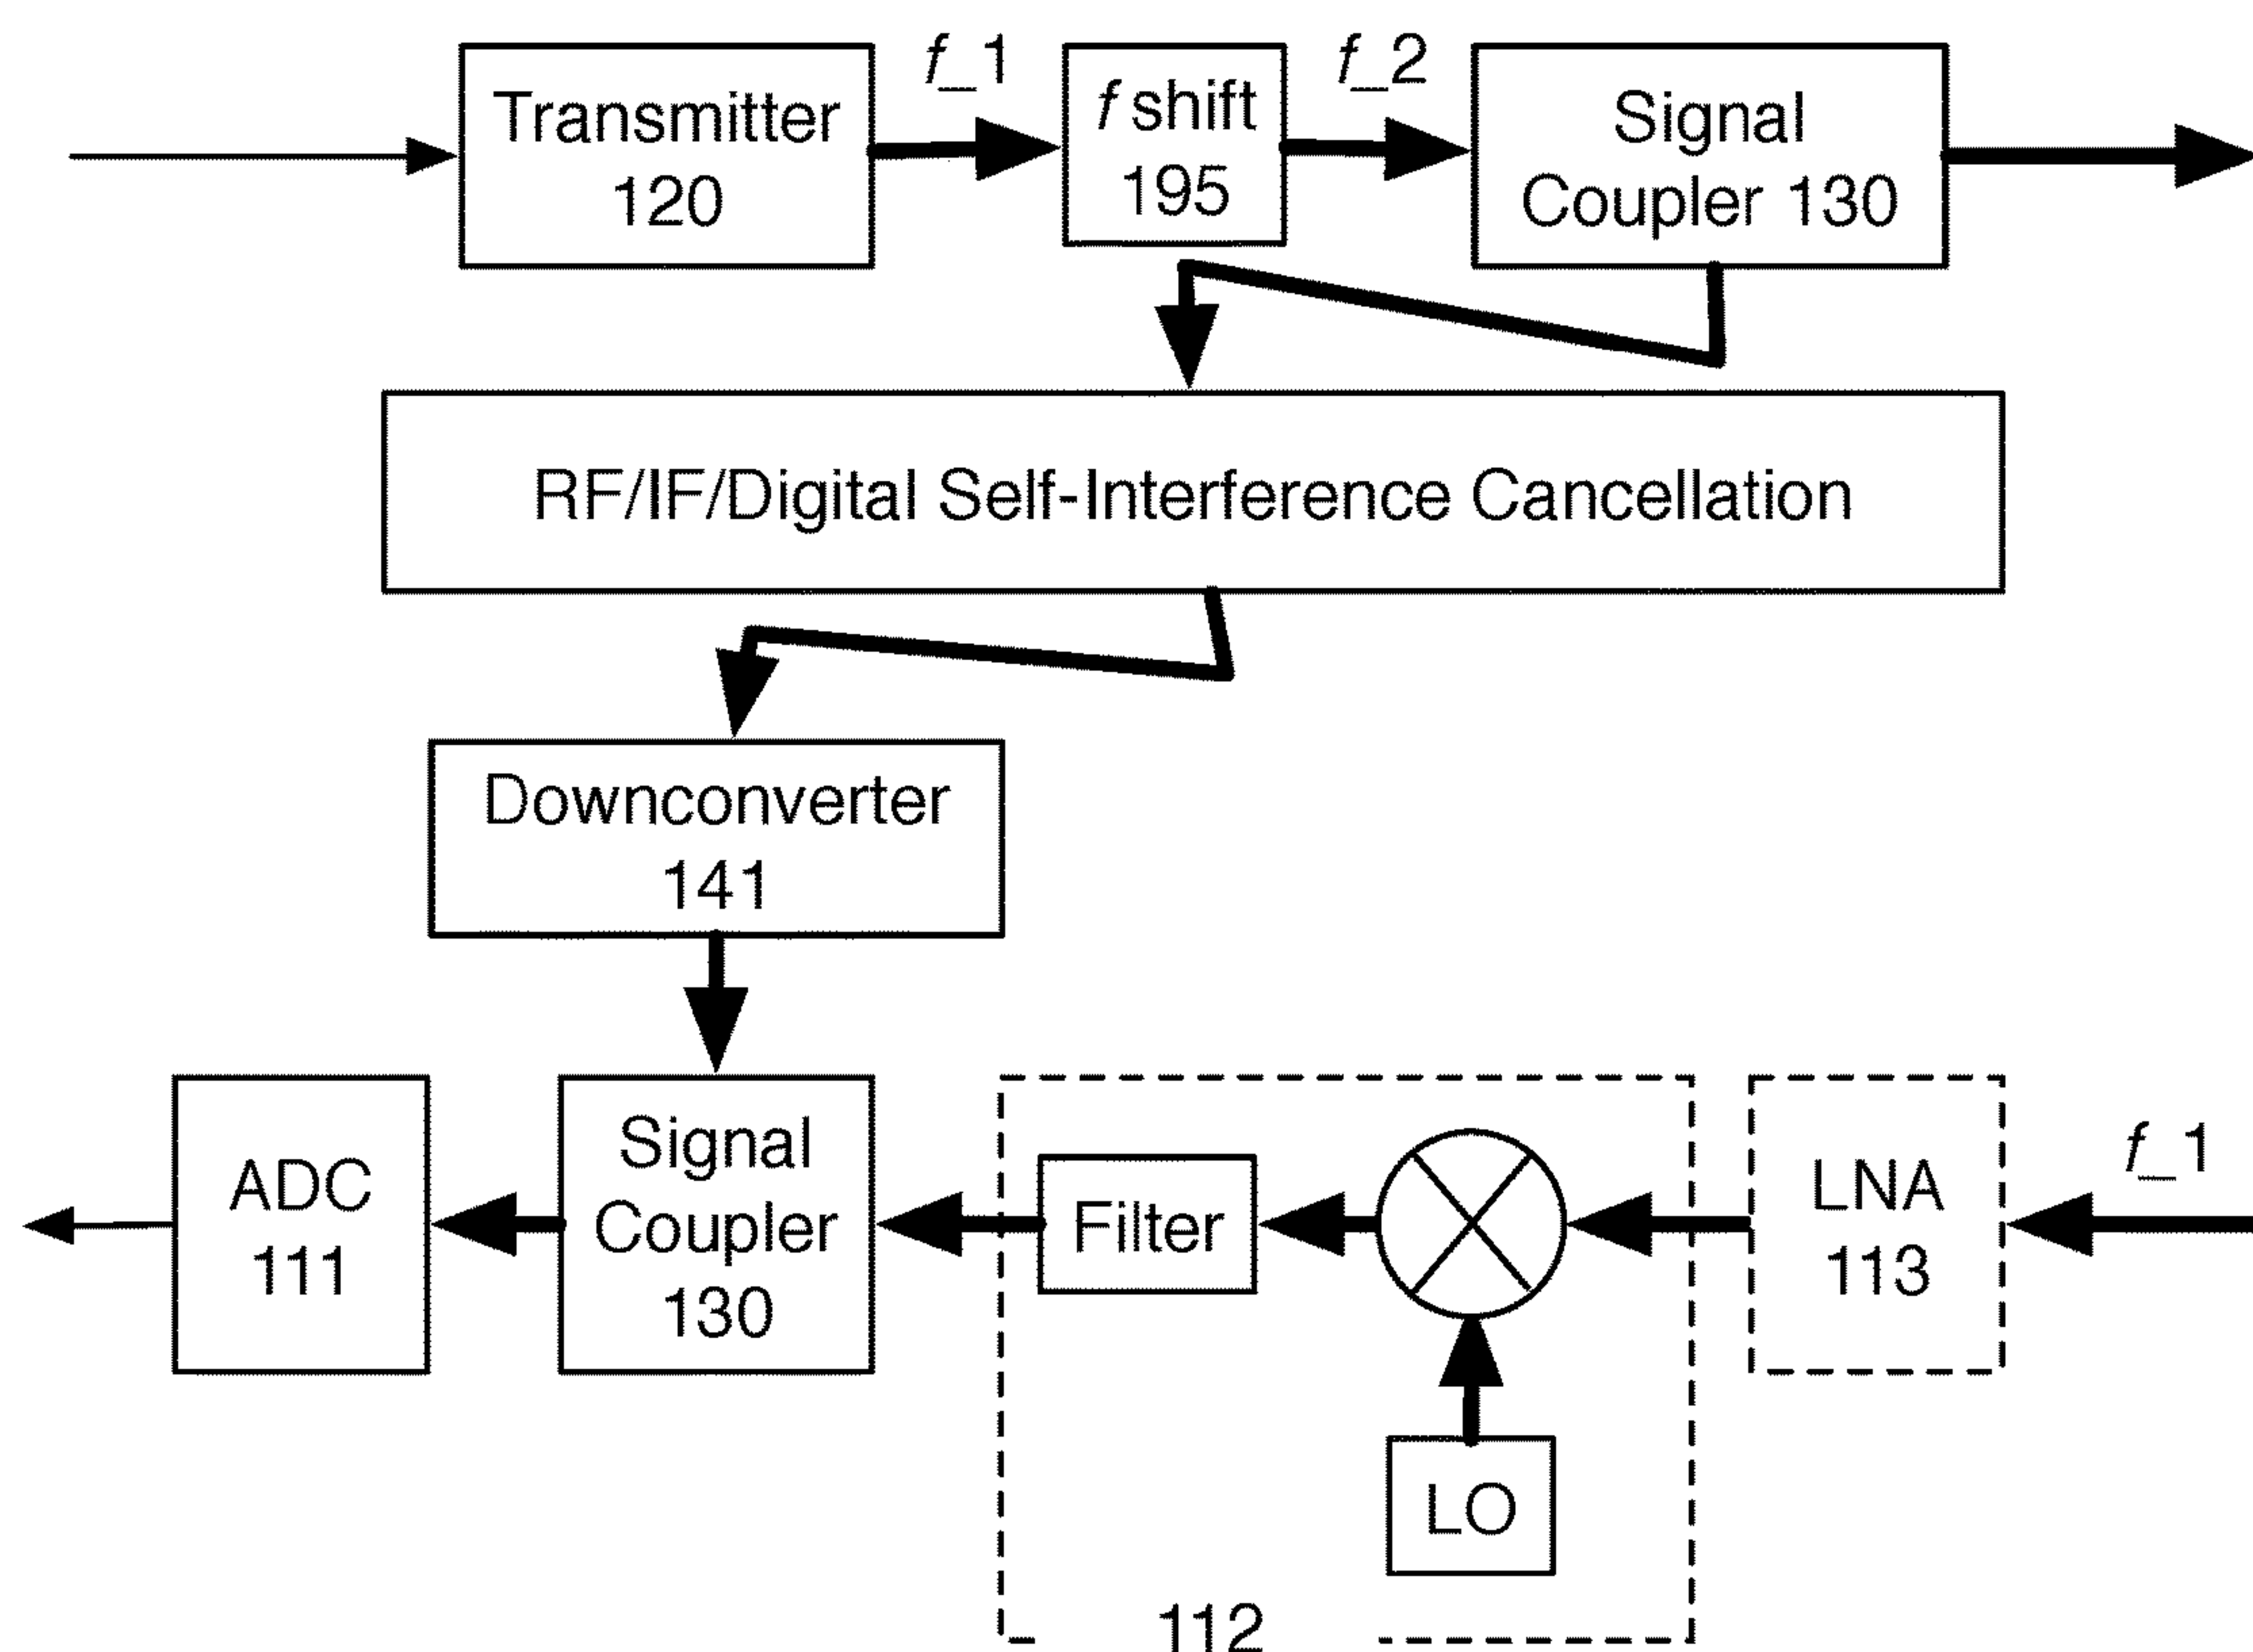 f_1
f_2
Transmitter
120
f shift
195
Signal
Coupler 130
RF/IF/Digital Self-Interference Cancellation
Downconverter
141
ADC
111
Signal
Coupler
130
Filter
LNA
113
f_1
LO
112